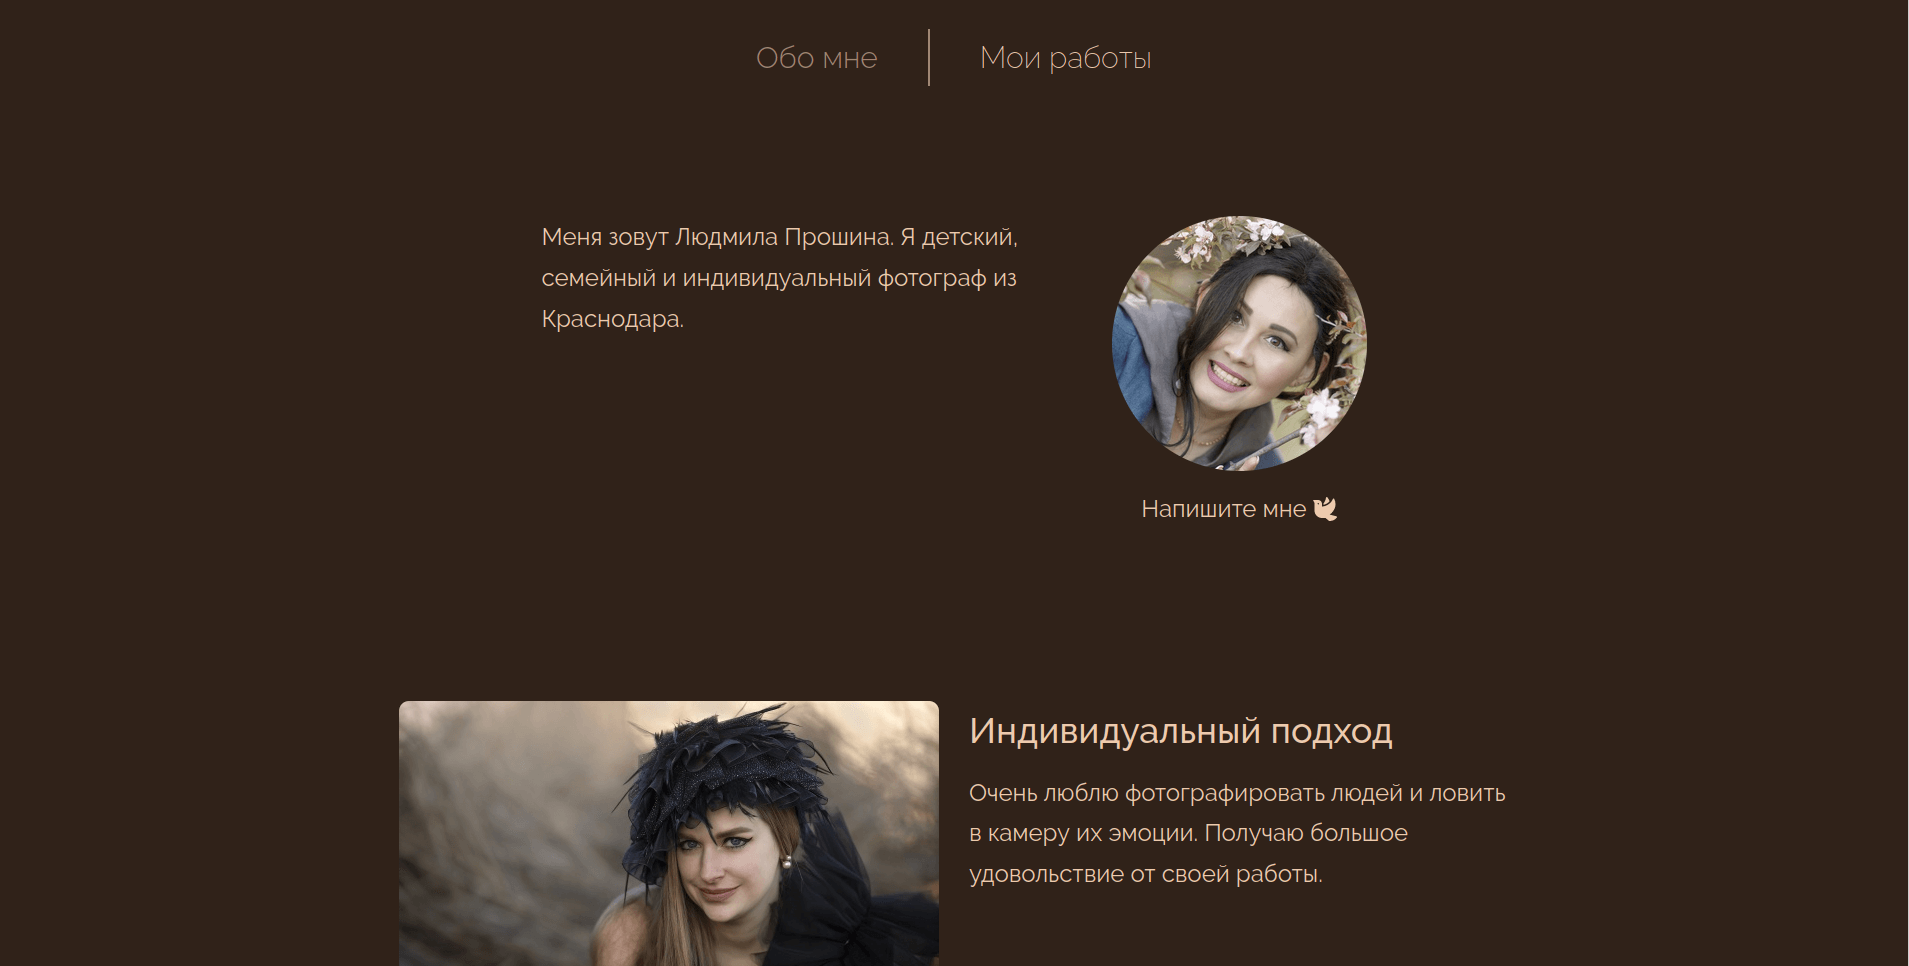 Обо мне
Мои работы
Меня зовут Людмила Прошина. Я детский,
семейный и индивидуальный фотограф из
Краснодара.
Напишите мне
Индивидуальный подход
Очень люблю фотографировать людей и ловить
в камеру их эмоции. Получаю большое
удовольствие от своей работы.